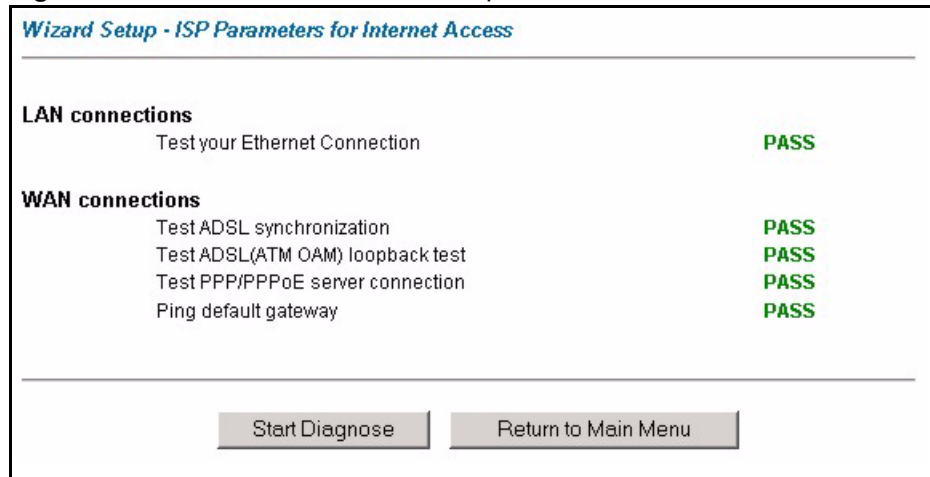 Wizard Setup - ISP Parameters for Internet Access
LAN connections
Test your Ethernet Connection PASS
WAN connections
Test ADSL synchronization PASS
Test ADSL(ATM OAM) loopback test PASS
Test PPP/PPPoE server connection PASS
Ping default gateway PASS
Start Diagnose Return to Main Menu